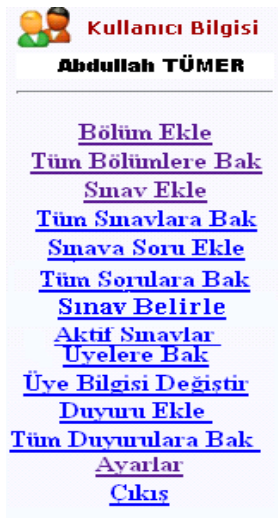 Kullanıcı Bilgisi
Abdullah TÜMER
Bölüm Ekle
Tüm Bölümlere Bak
Sınav Ekle
Tüm Sınavlara Bak
Sınava Soru Ekle
Tüm Sorulara Bak
Sınav Belirle
Aktif Sınavlar
Üyelere Bak
Üye Bilgisi Değiştir
Duyuru Ekle
Tüm Duyurulara Bak
Ayarlar
Çıkış